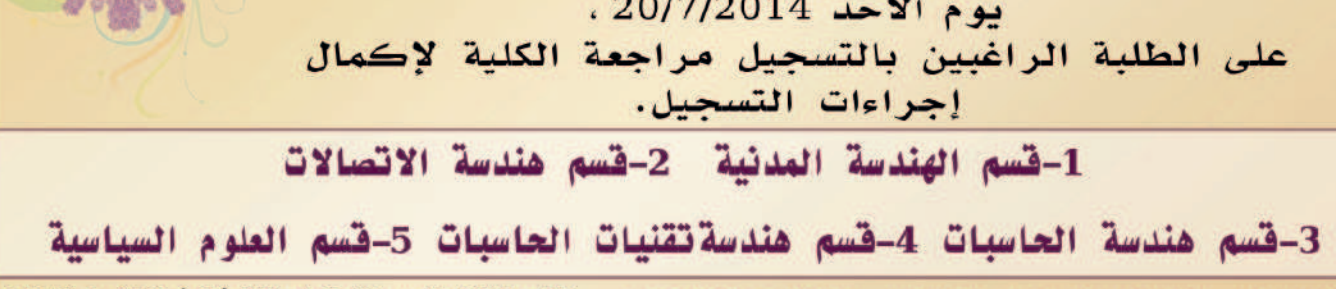 يوم الاحد 20/7/2014 .
على الطلبة الراغبين بالتسجيل مراجعة الكلية لإكمال
إجراءات التسجيل.
1-قسم الهندسة المدنية 2-قسم هندسة الاتصالات
3-قسم هندسة الحاسبات 4-قسم هندسة تقنيات الحاسبات 5-قسم العلوم السياسية